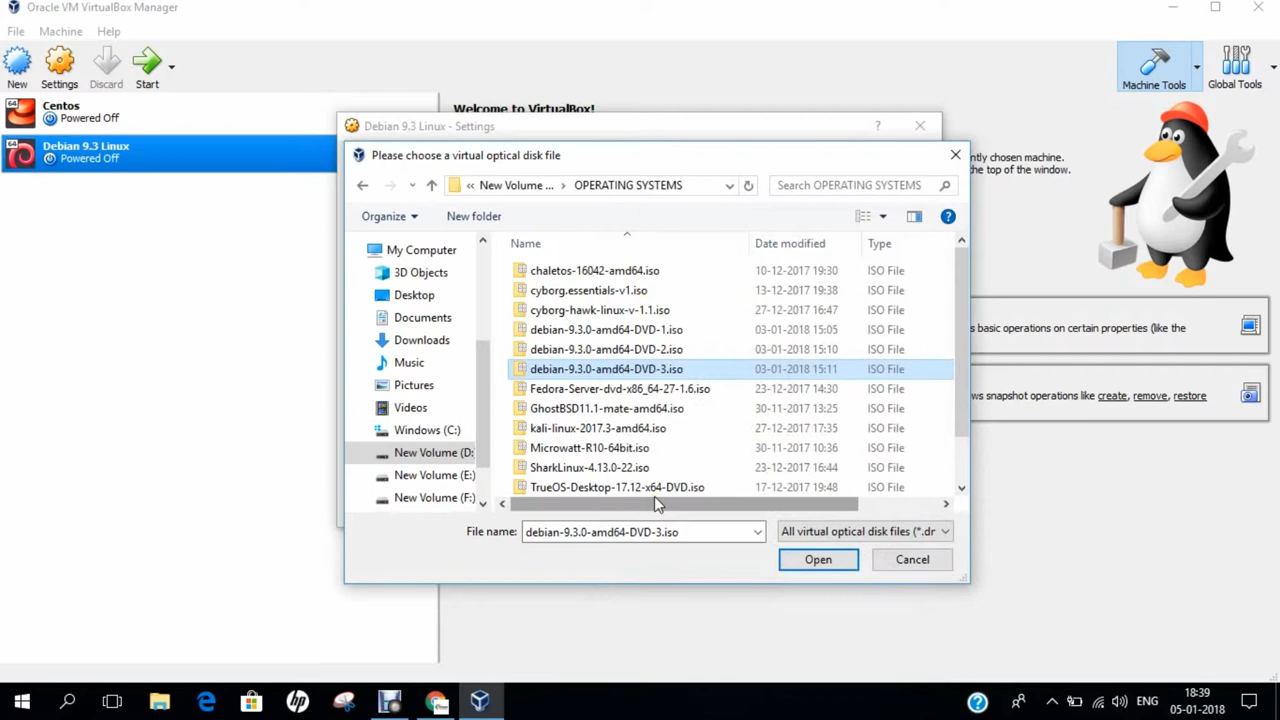 Oracle VM VirtualBox Manager
File Machine Help
New Settings Discard Start
Machine Tools Global Tools
64 Centos
Powered Off
64 Debian 9.3 Linux
Powered Off
Welcome to VirtualBox!
Debian 9.3 Linux - Settings ?
Please choose a virtual optical disk file
ntly chosen machine.
the top of the window.
« New Volume ... > OPERATING SYSTEMS
Search OPERATING SYSTEMS
Organize New folder ?
My Computer
3D Objects
Desktop
Documents
Downloads
Music
Pictures
Videos
Windows (C:)
New Volume (D:
New Volume (E:)
New Volume (F:)
Name Date modified Type
chaletos-16042-amd64.iso 10-12-2017 19:30 ISO File
cyborg.essentials-v1.iso 13-12-2017 19:38 ISO File
cyborg-hawk-linux-v-1.1.iso 27-12-2017 16:47 ISO File
debian-9.3.0-amd64-DVD-1.iso 03-01-2018 15:05 ISO File
debian-9.3.0-amd64-DVD-2.iso 03-01-2018 15:10 ISO File
debian-9.3.0-amd64-DVD-3.iso 03-01-2018 15:11 ISO File
Fedora-Server-dvd-x86_64-27-1.6.iso 23-12-2017 14:30 ISO File
GhostBSD11.1-mate-amd64.iso 30-11-2017 13:25 ISO File
kali-linux-2017.3-amd64.iso 27-12-2017 17:35 ISO File
Microwatt-R10-64bit.iso 30-11-2017 10:36 ISO File
SharkLinux-4.13.0-22.iso 23-12-2017 16:44 ISO File
TrueOS-Desktop-17.12-x64-DVD.iso 17-12-2017 19:48 ISO File
s basic operations on certain properties (like the
ws snapshot operations like create, remove, restore
File name: debian-9.3.0-amd64-DVD-3.iso All virtual optical disk files (*.dr
Open Cancel
hp ? ENG
18:39
05-01-2018